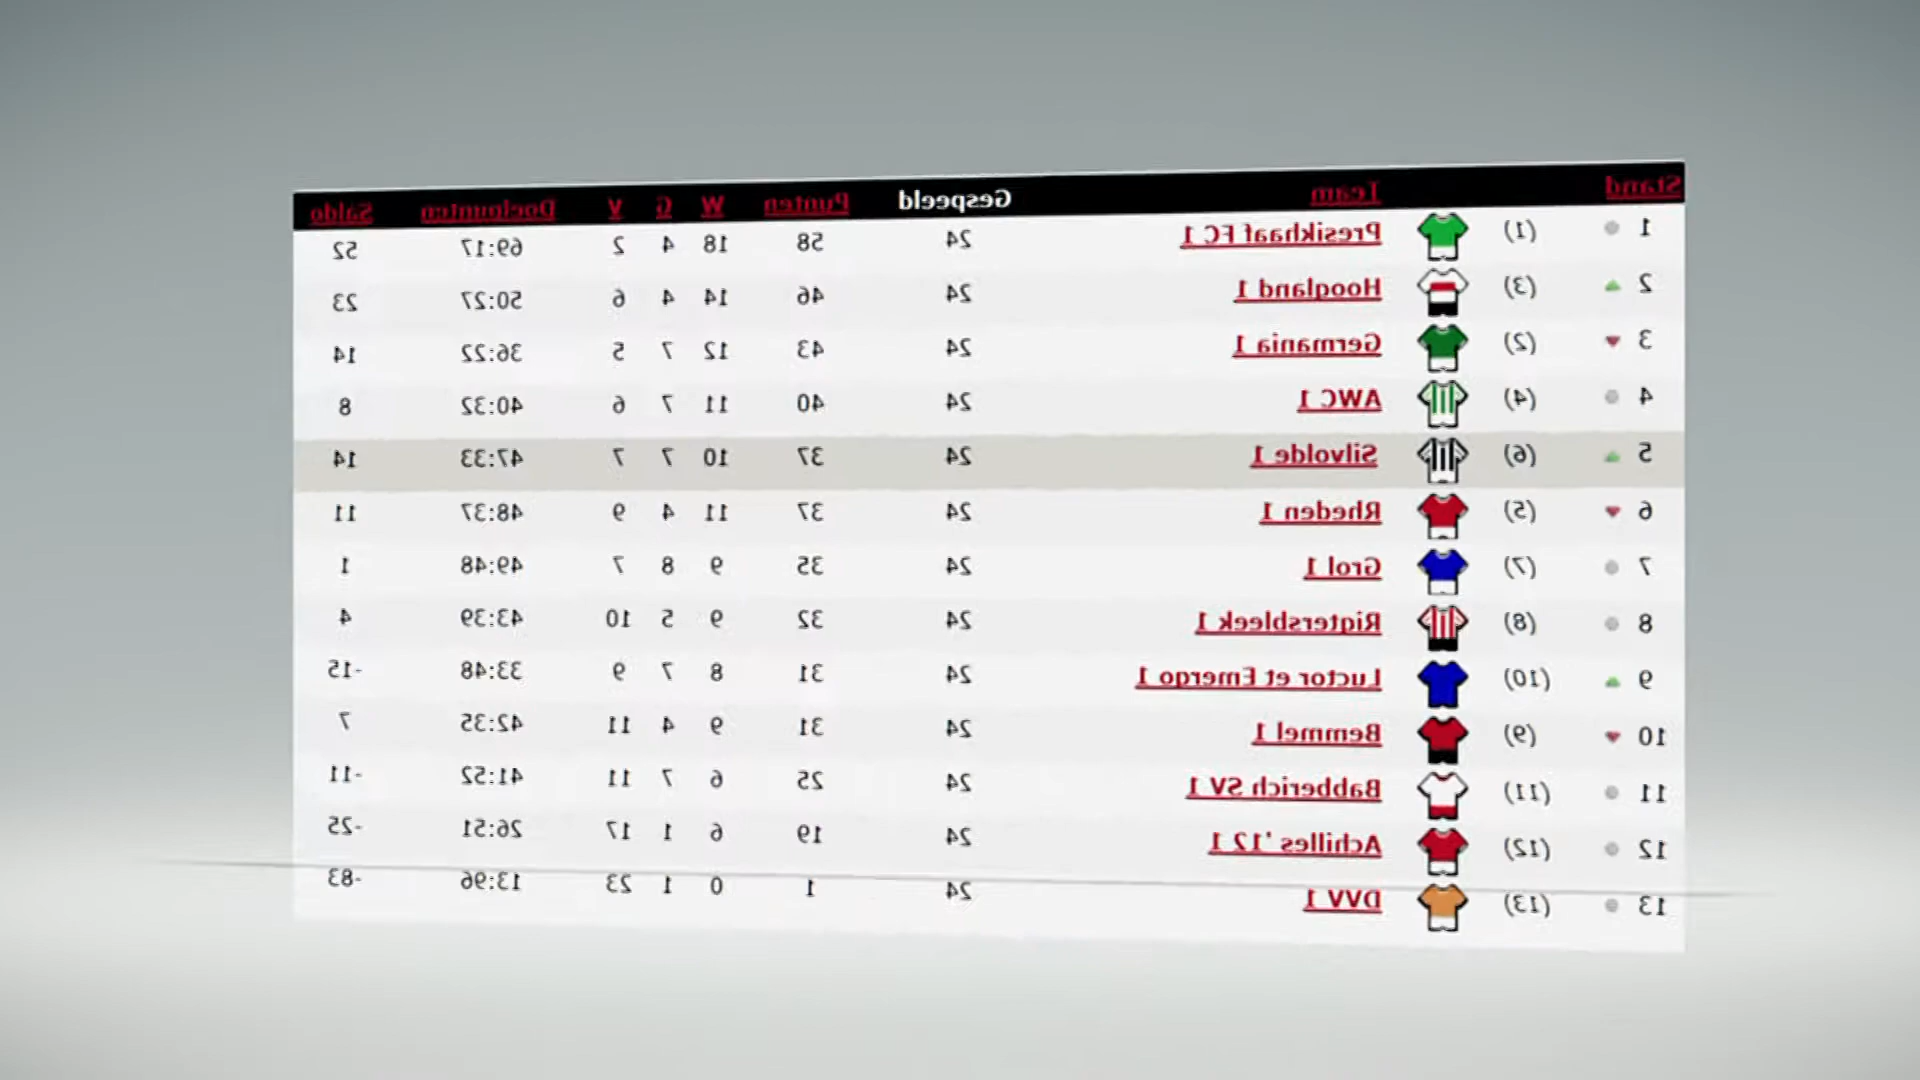 Stand Team Gespeeld Punten W G V Doelpunten Saldo
1 (1) Presikhaaf FC 1 24 58 18 4 2 69:17 52
2 (3) Hoogland 1 24 46 14 4 6 50:27 23
3 (2) Germania 1 24 43 12 7 5 36:22 14
4 (4) AWC 1 24 40 11 7 6 40:32 8
5 (6) Silvolde 1 24 37 10 7 7 47:33 14
6 (5) Rheden 1 24 37 11 4 9 48:37 11
7 (7) Grol 1 24 35 9 8 7 49:48 1
8 (8) Rigtersbleek 1 24 32 9 5 10 43:39 4
9 (10) Luctor et Emergo 1 24 31 8 7 9 33:48 -15
10 (9) Bemmel 1 24 31 9 4 11 42:35 7
11 (11) Babberich SV 1 24 25 6 7 11 41:52 -11
12 (12) Achilles '12 1 24 19 6 1 17 26:51 -25
13 (13) DVV 1 24 1 0 1 23 13:96 -83